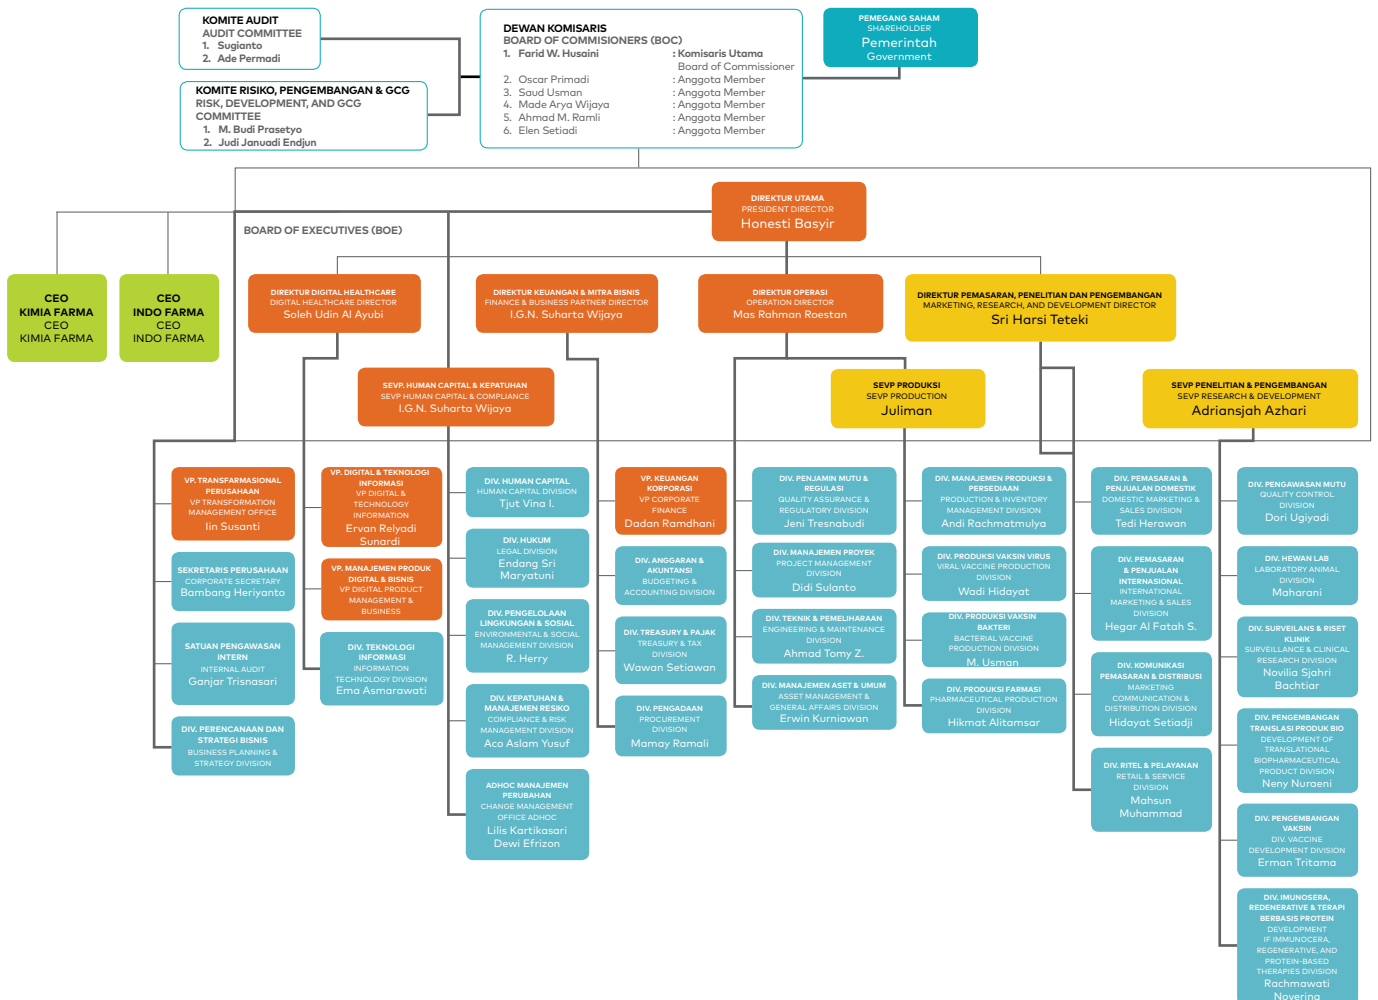 KOMITE AUDIT
AUDIT COMMITTEE
1. Sugianto
2. Ade Permadi
KOMITE RISIKO, PENGEMBANGAN & GCG
RISK, DEVELOPMENT, AND GCG
COMMITTEE
1. M. Budi Prasetyo
2. Judi Januadi Endjun
DEWAN KOMISARIS
BOARD OF COMMISIONERS (BOC)
1. Farid W. Husaini : Komisaris Utama
Board of Commissioner
2. Oscar Primadi : Anggota Member
3. Saud Usman : Anggota Member
4. Made Arya Wijaya : Anggota Member
5. Ahmad M. Ramli : Anggota Member
6. Elen Setiadi : Anggota Member
PEMEGANG SAHAM
SHAREHOLDER
Pemerintah
Government
DIREKTUR UTAMA
PRESIDENT DIRECTOR
Honesti Basyir
BOARD OF EXECUTIVES (BOE)
CEO
KIMIA FARMA
CEO
KIMIA FARMA
CEO
INDO FARMA
CEO
INDO FARMA
DIREKTUR DIGITAL HEALTHCARE
DIGITAL HEALTHCARE DIRECTOR
Soleh Udin Al Ayubi
DIREKTUR KEUANGAN & MITRA BISNIS
FINANCE & BUSINESS PARTNER DIRECTOR
I.G.N. Suharta Wijaya
DIREKTUR OPERASI
OPERATION DIRECTOR
Mas Rahman Roestan
DIREKTUR PEMASARAN, PENELITIAN DAN PENGEMBANGAN
MARKETING, RESEARCH, AND DEVELOPMENT DIRECTOR
Sri Harsi Teteki
SEVP. HUMAN CAPITAL & KEPATUHAN
SEVP HUMAN CAPITAL & COMPLIANCE
I.G.N. Suharta Wijaya
SEVP PRODUKSI
SEVP PRODUCTION
Juliman
SEVP PENELITIAN & PENGEMBANGAN
SEVP RESEARCH & DEVELOPMENT
Adriansjah Azhari
VP. TRANSFARMASIONAL
PERUSAHAAN
VP TRANSFORMATION
MANAGEMENT OFFICE
Iin Susanti
SEKRETARIS PERUSAHAAN
CORPORATE SECRETARY
Bambang Heriyanto
SATUAN PENGAWASAN
INTERN
INTERNAL AUDIT
Ganjar Trisnasari
DIV. PERENCANAAN DAN
STRATEGI BISNIS
BUSINESS PLANNING &
STRATEGY DIVISION
VP. DIGITAL & TEKNOLOGI
INFORMASI
VP DIGITAL &
TECHNOLOGY
INFORMATION
Ervan Relyadi
Sunardi
VP. MANAJEMEN PRODUK
DIGITAL & BISNIS
VP DIGITAL PRODUCT
MANAGEMENT &
BUSINESS
DIV. TEKNOLOGI
INFORMASI
INFORMATION
TECHNOLOGY DIVISION
Ema Asmarawati
DIV. HUMAN CAPITAL
HUMAN CAPITAL DIVISION
Tjut Vina I.
DIV. HUKUM
LEGAL DIVISION
Endang Sri
Maryatuni
DIV. PENGELOLAAN
LINGKUNGAN & SOSIAL
ENVIRONMENTAL & SOCIAL
MANAGEMENT DIVISION
R. Herry
DIV. KEPATUHAN &
MANAJEMEN RESIKO
COMPLIANCE & RISK
MANAGEMENT DIVISION
Aco Aslam Yusuf
ADHOC MANAJEMEN
PERUBAHAN
CHANGE MANAGEMENT
OFFICE ADHOC
Lilis Kartikasari
Dewi Efrizon
VP. KEUANGAN
KORPORASI
VP CORPORATE
FINANCE
Dadan Ramdhani
DIV. ANGGARAN &
AKUNTANSI
BUDGETING &
ACCOUNTING DIVISION
DIV. TREASURY & PAJAK
TREASURY & TAX
DIVISION
Wawan Setiawan
DIV. PENGADAAN
PROCUREMENT
DIVISION
Mamay Ramali
DIV. PENJAMIN MUTU &
REGULASI
QUALITY ASSURANCE &
REGULATORY DIVISION
Jeni Tresnabudi
DIV. MANAJEMEN PROYEK
PROJECT MANAGEMENT
DIVISION
Didi Sulanto
DIV. TEKNIK & PEMELIHARAAN
ENGINEERING & MAINTENANCE
DIVISION
Ahmad Tomy Z.
DIV. MANAJEMEN ASET & UMUM
ASSET MANAGEMENT &
GENERAL AFFAIRS DIVISION
Erwin Kurniawan
DIV. MANAJEMEN PRODUKSI &
PERSEDIAAN
PRODUCTION & INVENTORY
MANAGEMENT DIVISION
Andi Rachmatmulya
DIV. PRODUKSI VAKSIN VIRUS
VIRAL VACCINE PRODUCTION
DIVISION
Wadi Hidayat
DIV. PRODUKSI VAKSIN
BAKTERI
BACTERIAL VACCINE
PRODUCTION DIVISION
M. Usman
DIV. PRODUKSI FARMASI
PHARMACEUTICAL PRODUCTION
DIVISION
Hikmat Alitamsar
DIV. PEMASARAN &
PENJUALAN DOMESTIK
DOMESTIC MARKETING &
SALES DIVISION
Tedi Herawan
DIV. PEMASARAN
& PENJUALAN
INTERNASIONAL
INTERNATIONAL
MARKETING & SALES
DIVISION
Hegar Al Fatah S.
DIV. KOMUNIKASI
PEMASARAN & DISTRIBUSI
MARKETING
COMMUNICATION &
DISTRIBUTION DIVISION
Hidayat Setiadji
DIV. RITEL & PELAYANAN
RETAIL & SERVICE
DIVISION
Mahsun
Muhammad
DIV. PENGAWASAN MUTU
QUALITY CONTROL
DIVISION
Dori Ugiyadi
DIV. HEWAN LAB
LABORATORY ANIMAL
DIVISION
Maharani
DIV. SURVEILANS & RISET
KLINIK
SURVEILLANCE & CLINICAL
RESEARCH DIVISION
Novilia Sjahri
Bachtiar
DIV. PENGEMBANGAN
TRANSLASI PRODUK BIO
DEVELOPMENT OF
TRANSLATIONAL
BIOPHARMACEUTICAL
PRODUCT DIVISION
Neny Nuraeni
DIV. PENGEMBANGAN
VAKSIN
DIV. VACCINE
DEVELOPMENT DIVISION
Erman Tritama
DIV. IMUNOSERA,
REDENERATIVE & TERAPI
BERBASIS PROTEIN
DEVELOPMENT
IF IMMUNOCERA,
REGENERATIVE, AND
PROTEIN-BASED
THERAPIES DIVISION
Rachmawati
Noverina